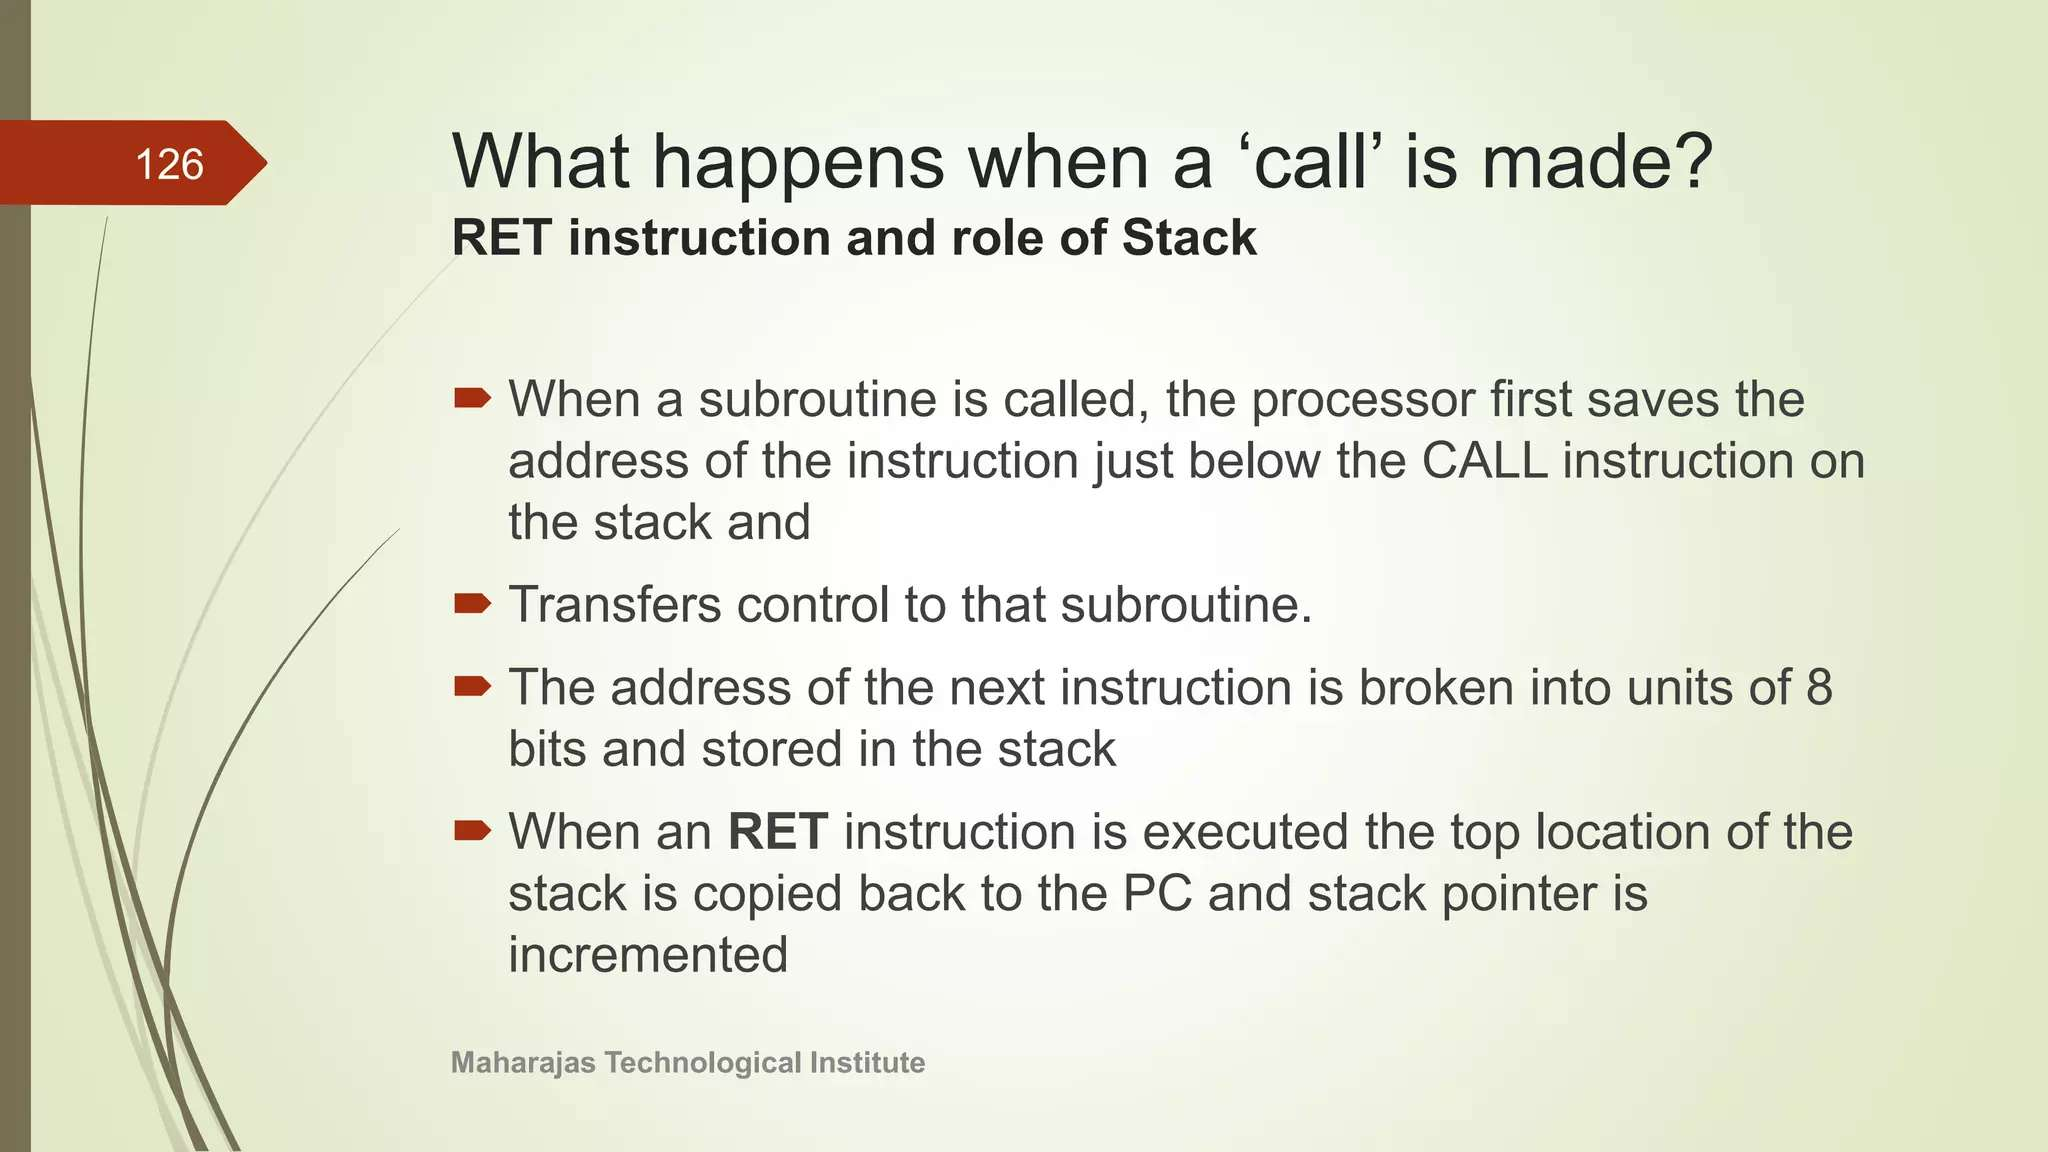 126
What happens when a ‘call’ is made?
RET instruction and role of Stack
When a subroutine is called, the processor first saves the
address of the instruction just below the CALL instruction on
the stack and
Transfers control to that subroutine.
The address of the next instruction is broken into units of 8
bits and stored in the stack
When an RET instruction is executed the top location of the
stack is copied back to the PC and stack pointer is
incremented
Maharajas Technological Institute